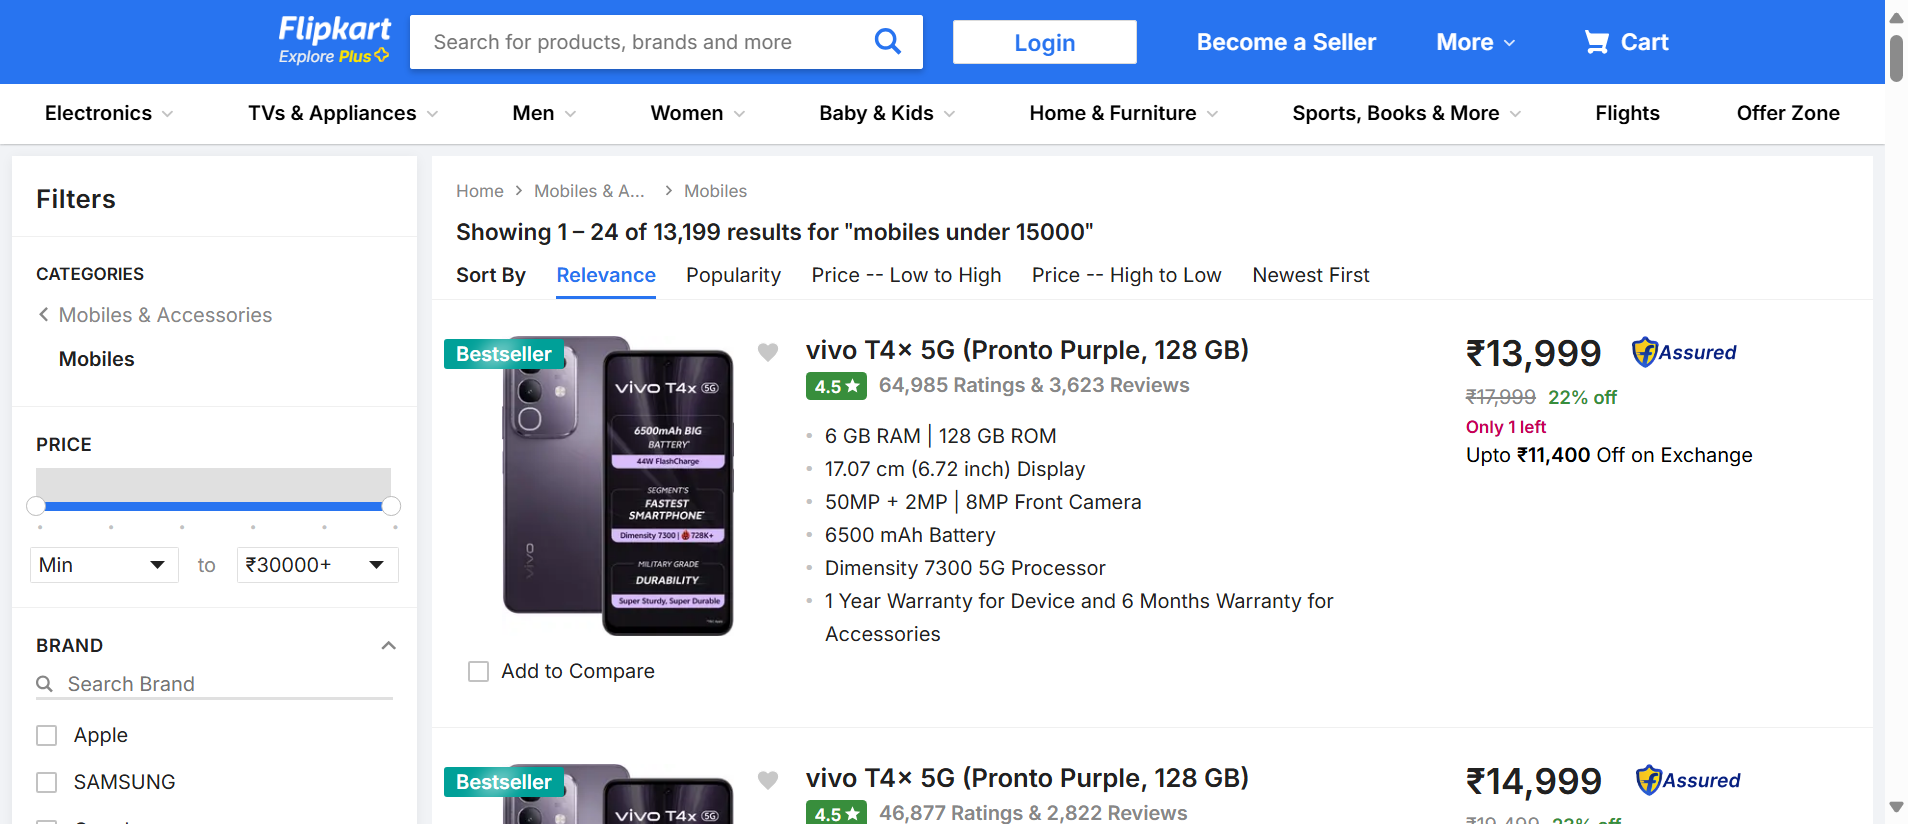 Flipkart
Explore Plus
Search for products, brands and more
Login
Become a Seller
More
Cart
Electronics
TVs & Appliances
Men
Women
Baby & Kids
Home & Furniture
Sports, Books & More
Flights
Offer Zone
Filters
CATEGORIES
Mobiles & Accessories
Mobiles
PRICE
Min
to
₹30000+
BRAND
Search Brand
Apple
SAMSUNG
Home
Mobiles & A...
Mobiles
Showing 1 – 24 of 13,199 results for "mobiles under 15000"
Sort By
Relevance
Popularity
Price -- Low to High
Price -- High to Low
Newest First
Bestseller
vivo
vivo T4x 5G
6500mAh BIG
BATTERY*
44W FlashCharge
SEGMENT'S
FASTEST
SMARTPHONE*
Dimensity 7300 | 728K+
MILITARY GRADE
DURABILITY
Super Sturdy, Super Durable
Add to Compare
vivo T4x 5G (Pronto Purple, 128 GB)
4.5★ 64,985 Ratings & 3,623 Reviews
6 GB RAM | 128 GB ROM
17.07 cm (6.72 inch) Display
50MP + 2MP | 8MP Front Camera
6500 mAh Battery
Dimensity 7300 5G Processor
1 Year Warranty for Device and 6 Months Warranty for
Accessories
₹13,999
Assured
₹17,999 22% off
Only 1 left
Upto ₹11,400 Off on Exchange
Bestseller
vivo T4x 5G
vivo T4x 5G (Pronto Purple, 128 GB)
4.5★ 46,877 Ratings & 2,822 Reviews
₹14,999
Assured